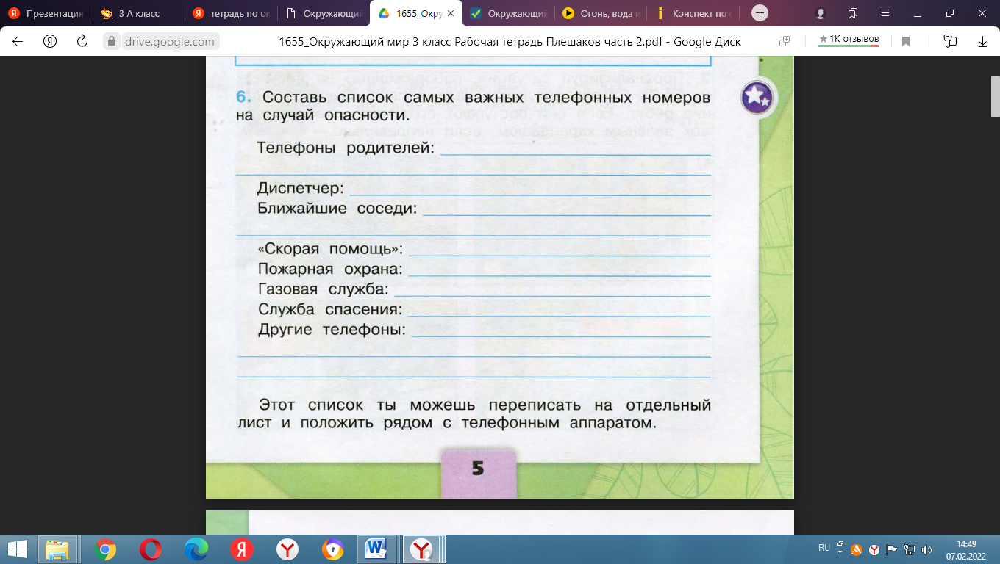 Презентация
3 А класс
тетрадь по ок
Окружающий
1655_Окру
Окружающий
Огонь, вода и
Конспект по
drive.google.com
1655_Окружающий мир 3 класс Рабочая тетрадь Плешаков часть 2.pdf - Google Диск
★ 1К отзывов
6. Составь список самых важных телефонных номеров
на случай опасности.
Телефоны родителей:
Диспетчер:
Ближайшие соседи:
«Скорая помощь»:
Пожарная охрана:
Газовая служба:
Служба спасения:
Другие телефоны:
Этот список ты можешь переписать на отдельный
лист и положить рядом с телефонным аппаратом.
5
RU
14:49
07.02.2022